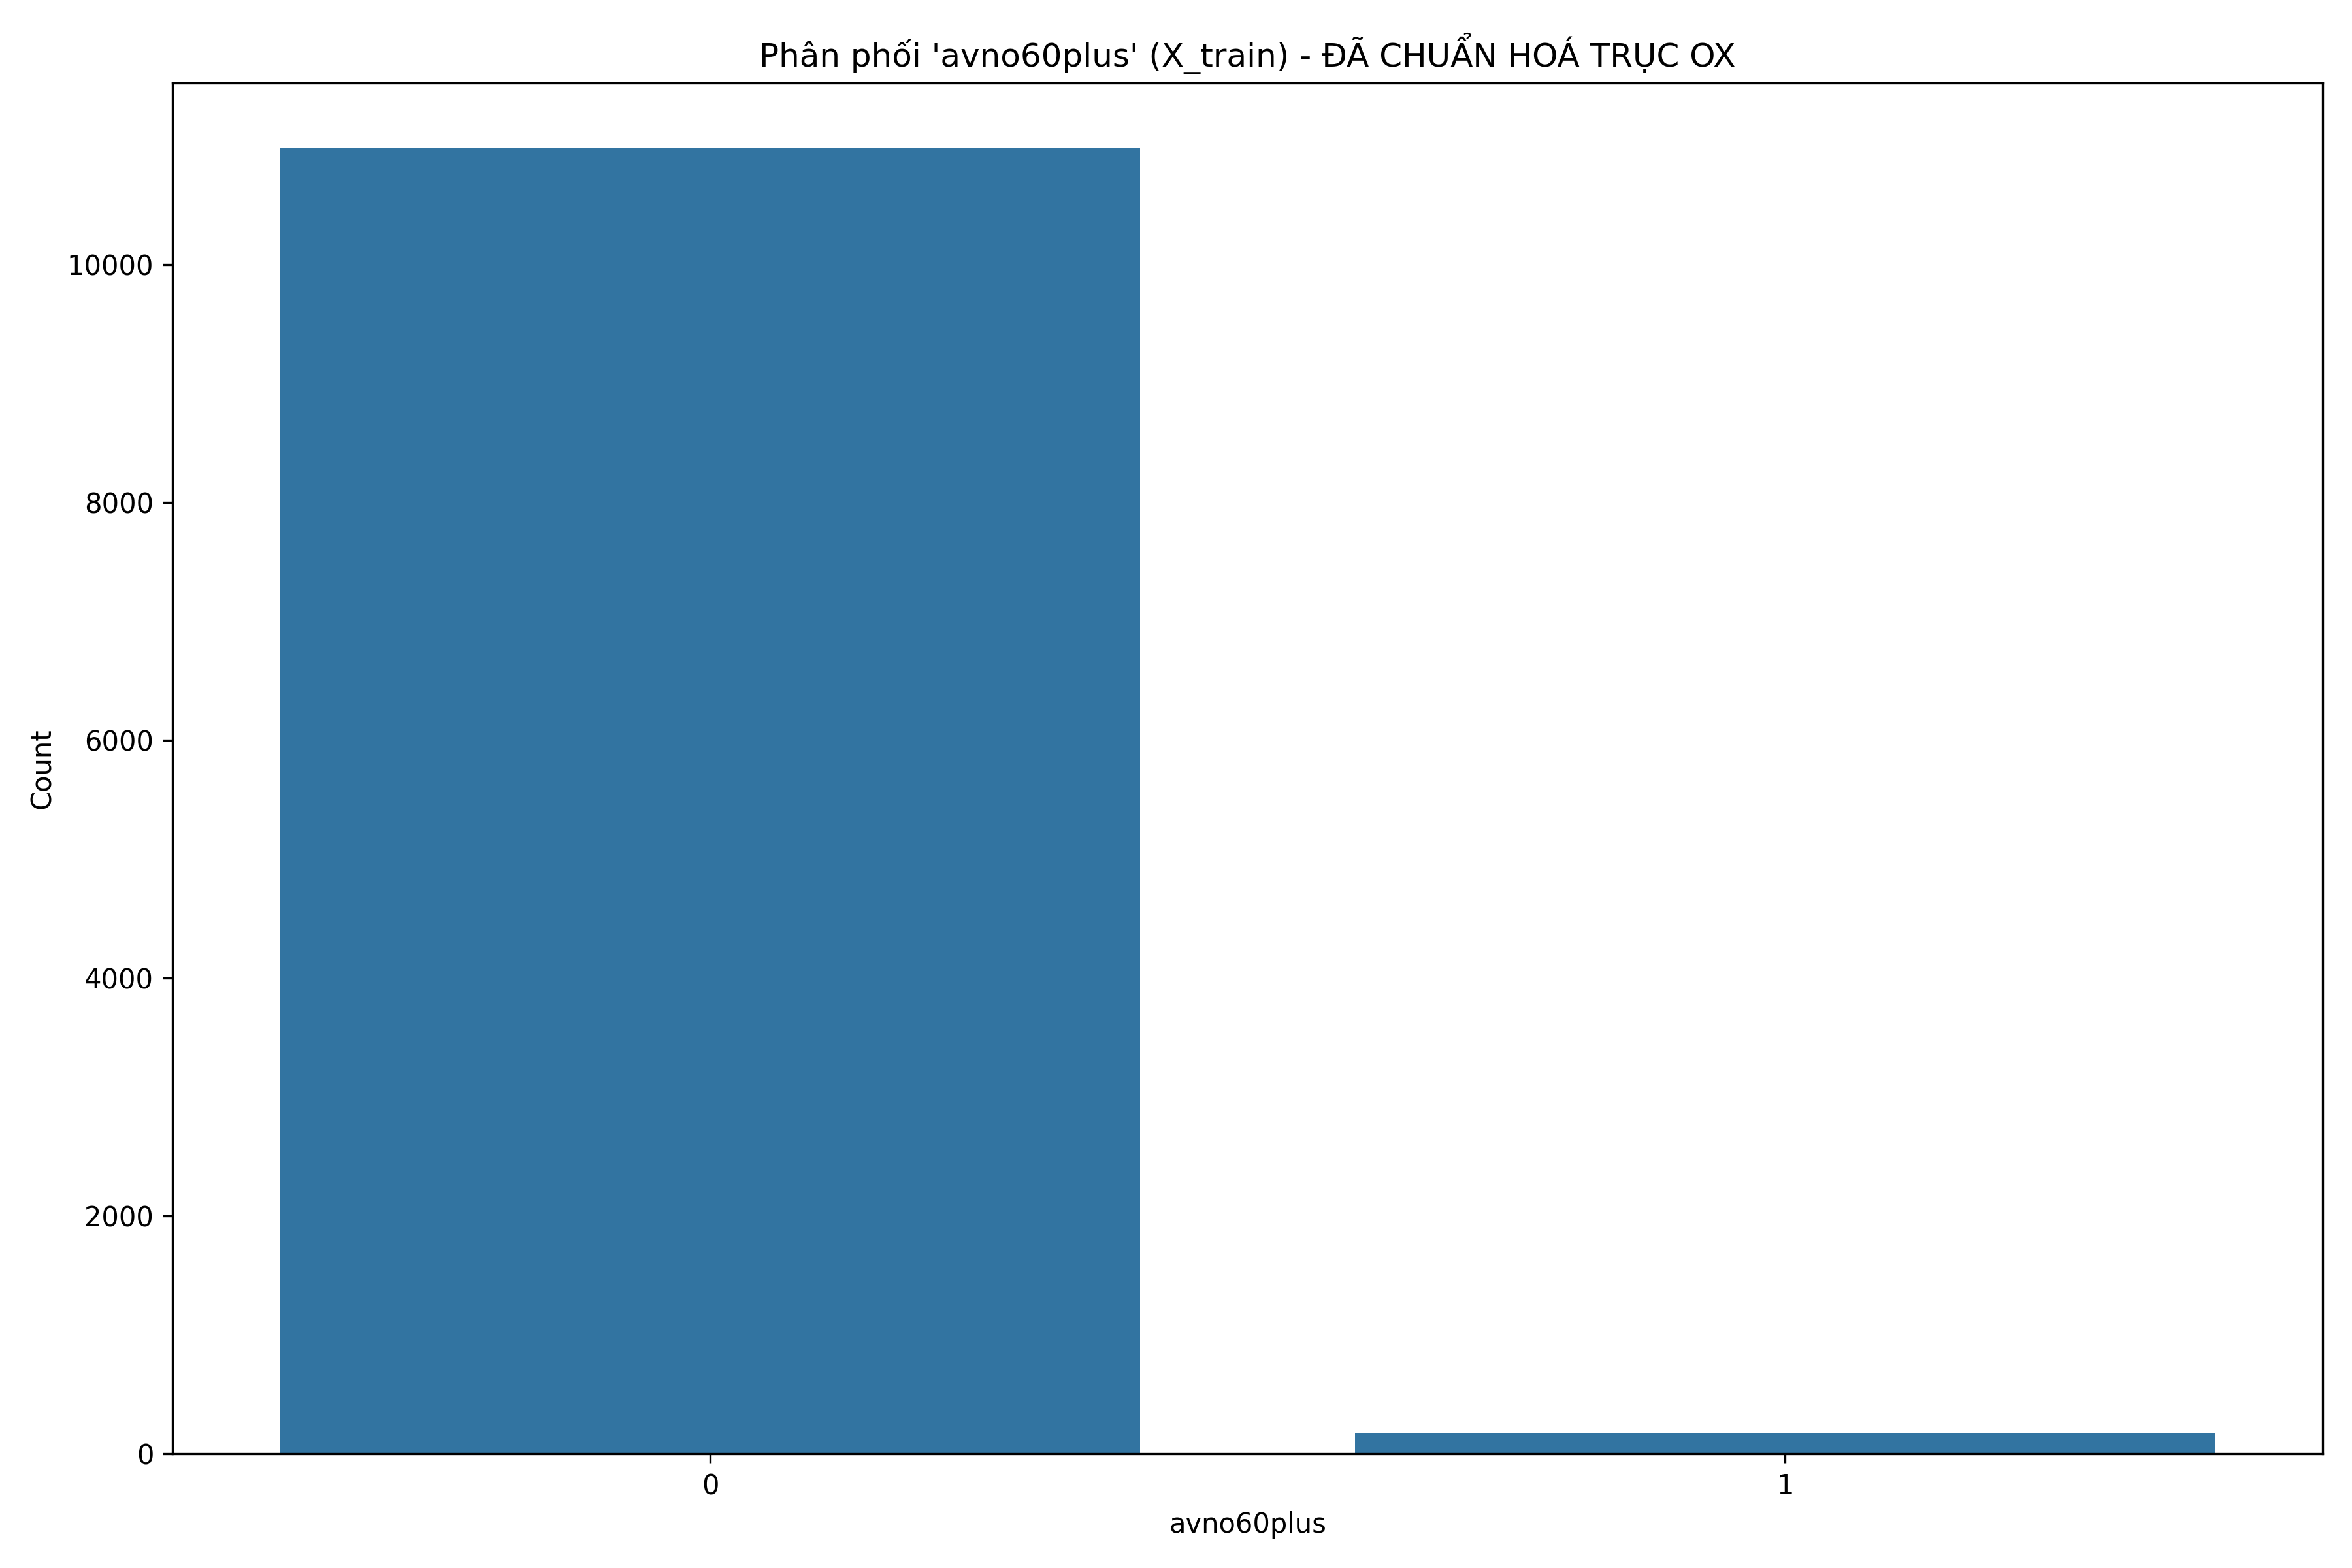 Phân phối 'avno60plus' (X_train) - ĐÃ CHUẨN HOÁ TRỤC OX
10000
8000
6000
4000
2000
0
Count
0 1
avno60plus